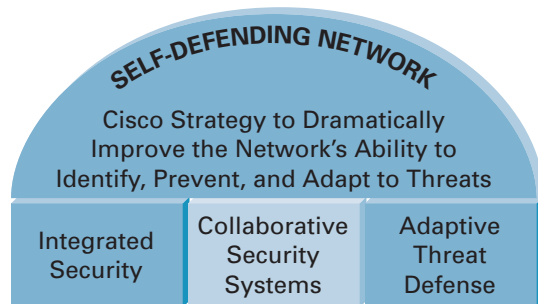 SELF-DEFENDING NETWORK
Cisco Strategy to Dramatically
Improve the Network's Ability to
Identify, Prevent, and Adapt to Threats
Integrated
Security
Collaborative
Security
Systems
Adaptive
Threat
Defense